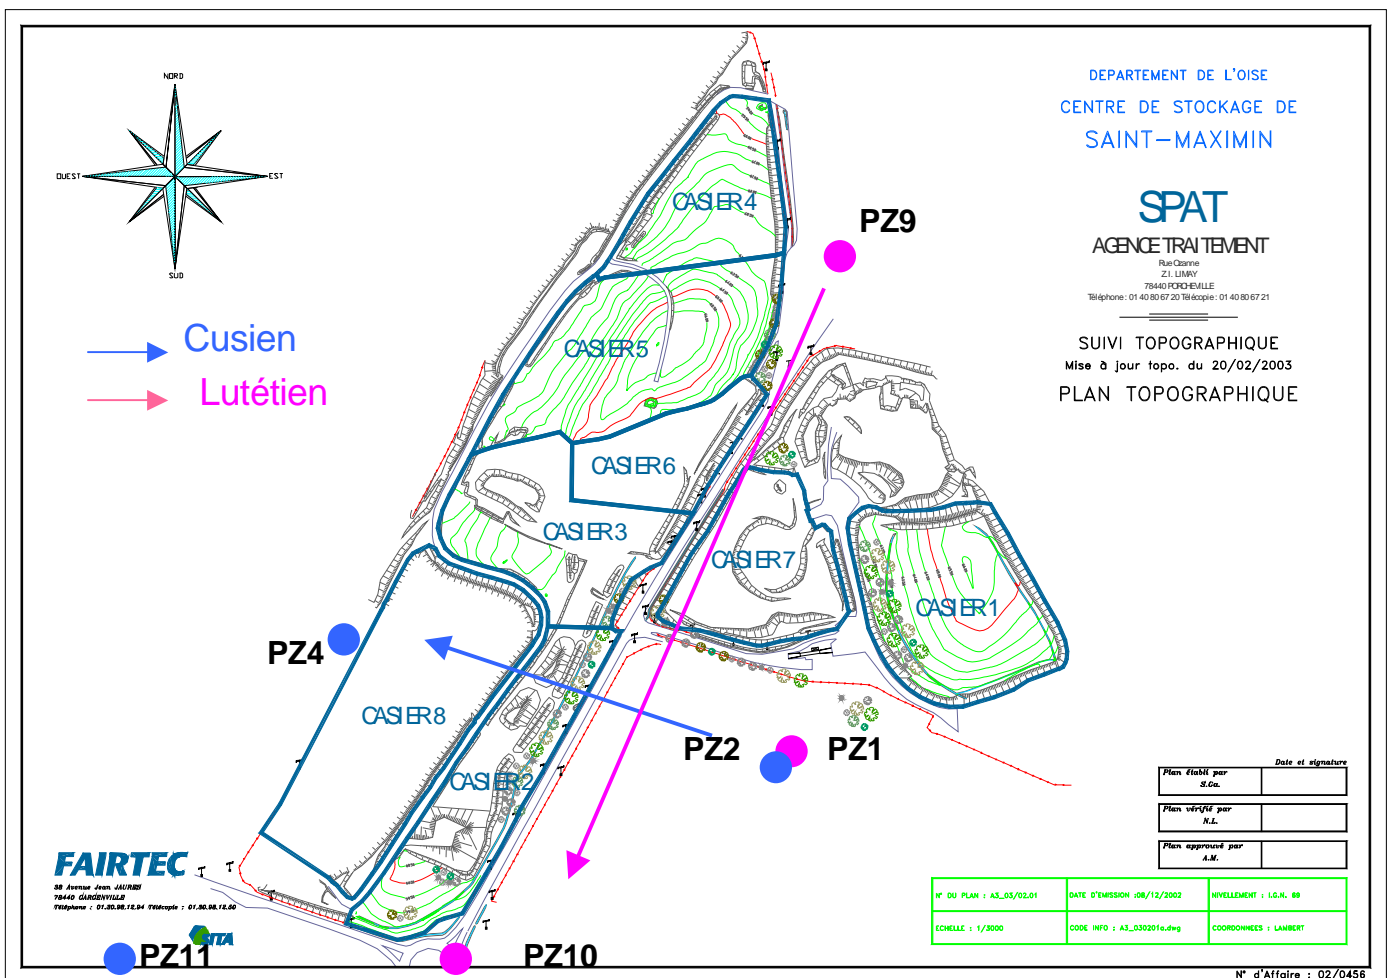 NORD
OUEST
EST
SUD
Cusien
Lutétien
DEPARTEMENT DE L'OISE
CENTRE DE STOCKAGE DE
SAINT-MAXIMIN
SPAT
AGENCE TRAITEMENT
Rue Ozanne
Z.I. LIMAY
78440 PORCHEVILLE
Téléphone : 01 40 80 67 20 Télécopie : 01 40 80 67 21
SUIVI TOPOGRAPHIQUE
Mise à jour topo. du 20/02/2003
PLAN TOPOGRAPHIQUE
CASIER 4
PZ9
CASIER 5
CASIER 6
CASIER 3
CASIER 7
CASIER 1
PZ4
CASIER 8
PZ2
PZ1
CASIER 2
PZ11
PZ10
FAIRTEC
38 Avenue Jean JAURES
78440 GARGENVILLE
Téléphone : 01.30.98.12.94 Télécopie : 01.30.98.12.50
SITA
Date et signature
Plan établi par
S.Ga.
Plan vérifié par
N.L.
Plan approuvé par
A.M.
N° DU PLAN : A3_03/02.01
DATE D'EMISSION :08/12/2002
NIVELLEMENT : I.G.N. 69
ECHELLE : 1/3000
CODE INFO : A3_030201a.dwg
COORDONNEES : LAMBERT
N° d'Affaire : 02/0456